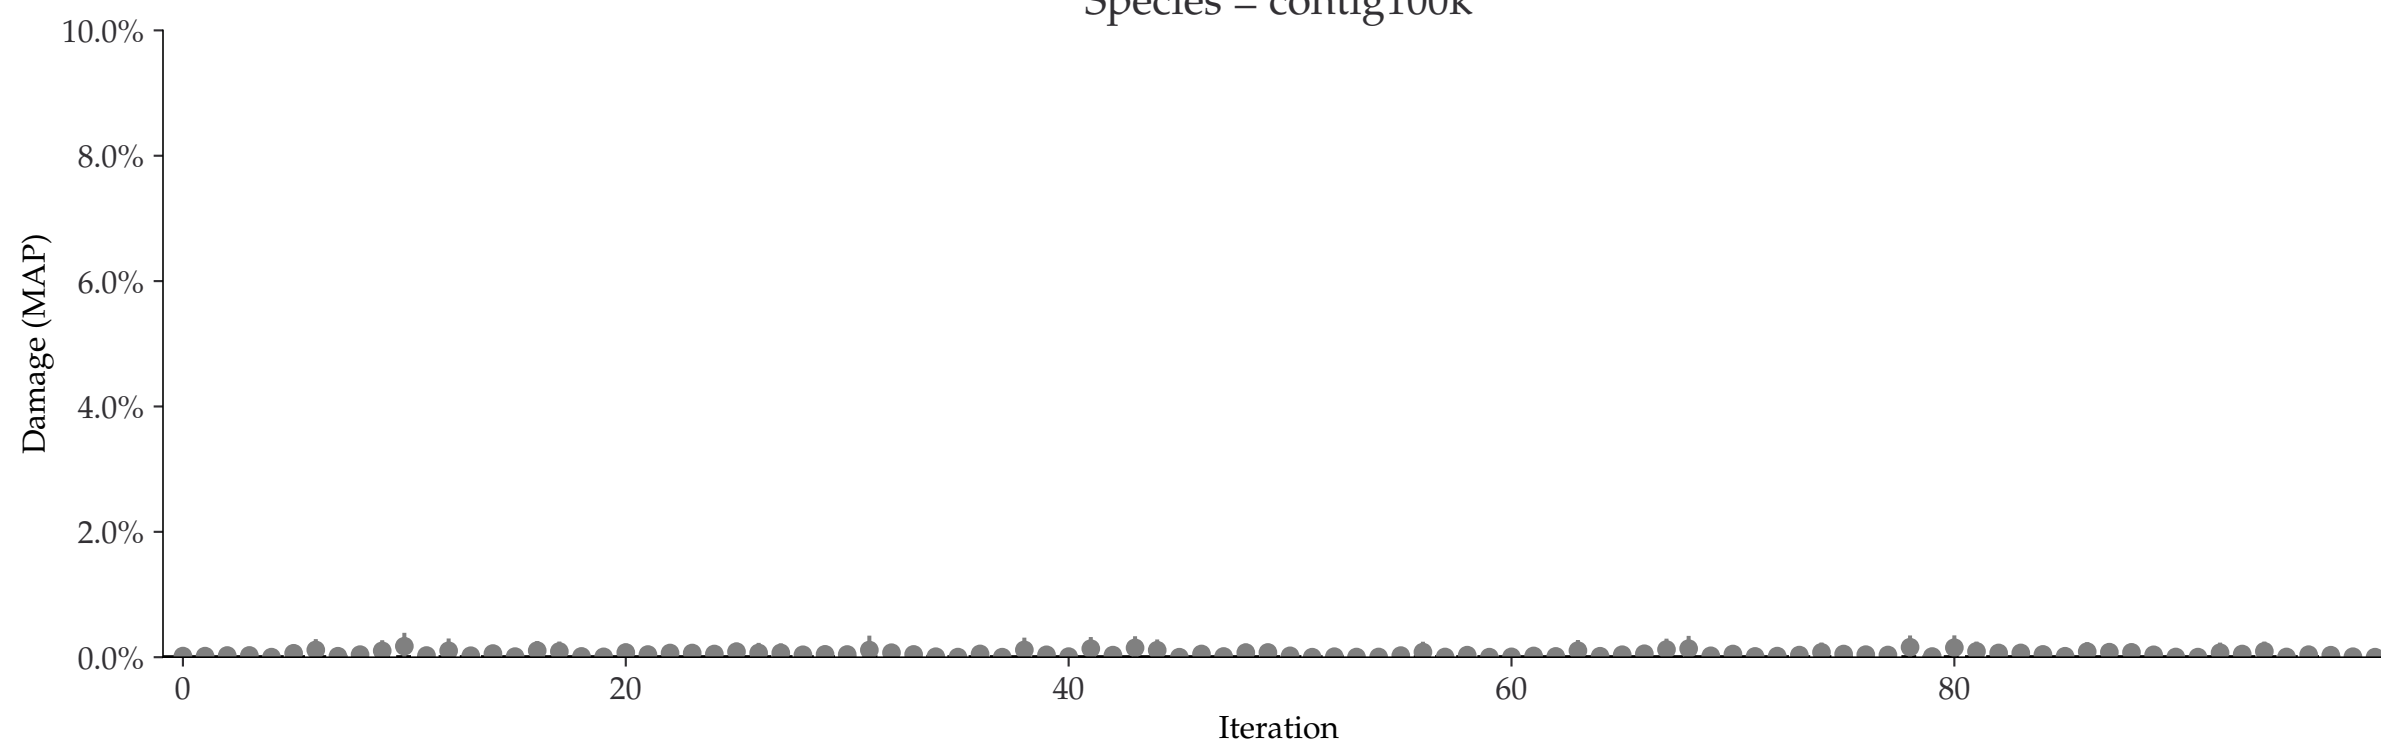 Species = contig100k
10.0%
8.0%
6.0%
4.0%
2.0%
0.0%
Damage (MAP)
0 20 40 60 80
Iteration